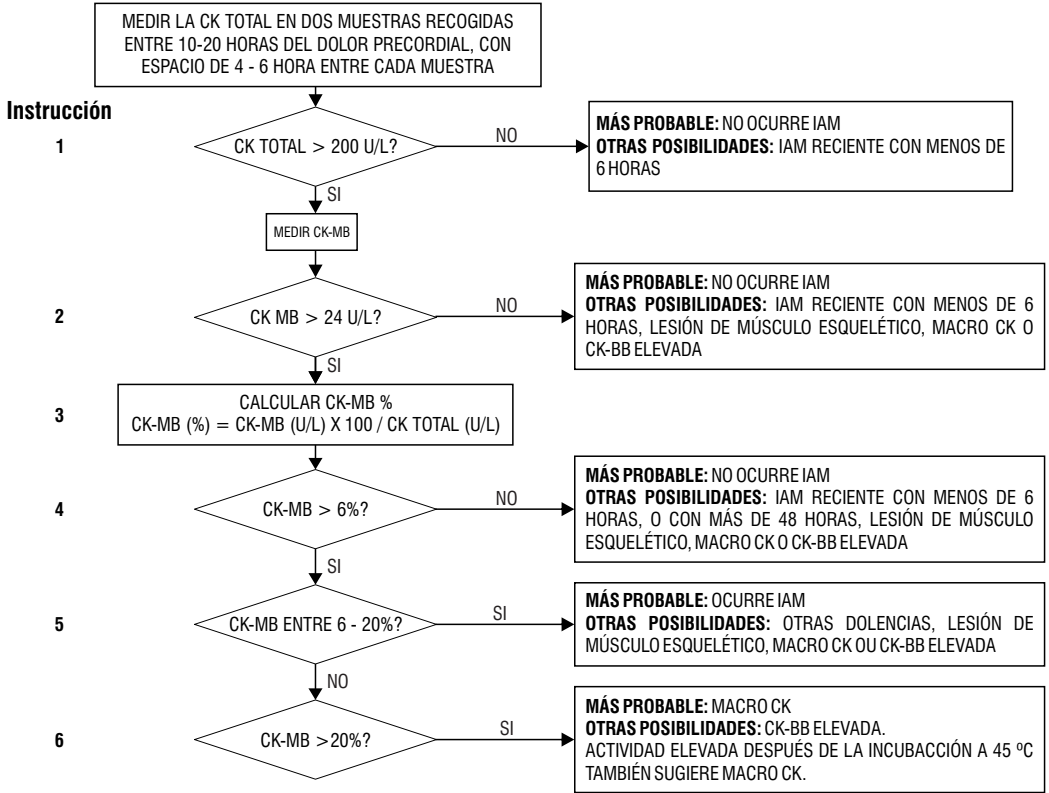 MEDIR LA CK TOTAL EN DOS MUESTRAS RECOGIDAS
ENTRE 10-20 HORAS DEL DOLOR PRECORDIAL, CON
ESPACIO DE 4 - 6 HORA ENTRE CADA MUESTRA
Instrucción
1
CK TOTAL > 200 U/L?
NO
MÁS PROBABLE: NO OCURRE IAM
OTRAS POSIBILIDADES: IAM RECIENTE CON MENOS DE
6 HORAS
SI
MEDIR CK-MB
2
CK MB > 24 U/L?
NO
MÁS PROBABLE: NO OCURRE IAM
OTRAS POSIBILIDADES: IAM RECIENTE CON MENOS DE 6
HORAS, LESIÓN DE MÚSCULO ESQUELÉTICO, MACRO CK O
CK-BB ELEVADA
SI
3
CALCULAR CK-MB %
CK-MB (%) = CK-MB (U/L) X 100 / CK TOTAL (U/L)
4
CK-MB > 6%?
NO
MÁS PROBABLE: NO OCURRE IAM
OTRAS POSIBILIDADES: IAM RECIENTE CON MENOS DE 6
HORAS, O CON MÁS DE 48 HORAS, LESIÓN DE MÚSCULO
ESQUELÉTICO, MACRO CK O CK-BB ELEVADA
SI
5
CK-MB ENTRE 6 - 20%?
SI
MÁS PROBABLE: OCURRE IAM
OTRAS POSIBILIDADES: OTRAS DOLENCIAS, LESIÓN DE
MÚSCULO ESQUELÉTICO, MACRO CK OU CK-BB ELEVADA
NO
6
CK-MB >20%?
SI
MÁS PROBABLE: MACRO CK
OTRAS POSIBILIDADES: CK-BB ELEVADA.
ACTIVIDAD ELEVADA DESPUÉS DE LA INCUBACCIÓN A 45 ºC
TAMBIÉN SUGIERE MACRO CK.